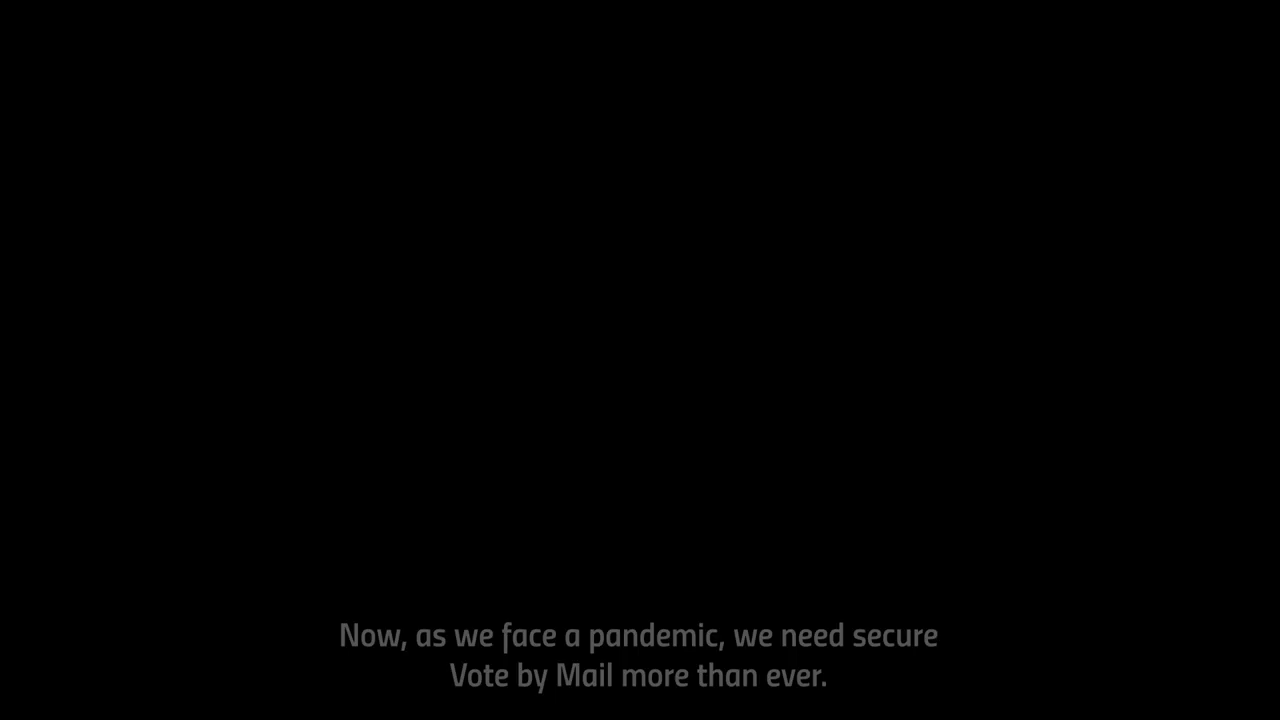 Now, as we face a pandemic, we need secure
Vote by Mail more than ever.